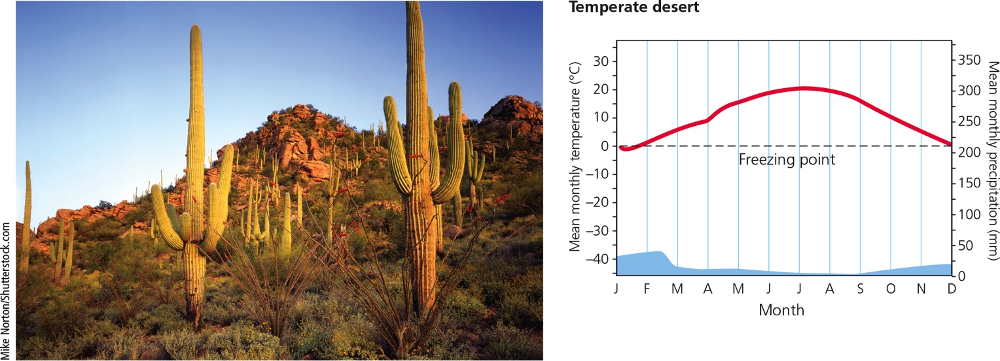 Mike Norton/Shutterstock.com
Temperate desert
Mean monthly temperature (°C)
30
20
10
0
–10
–20
–30
–40
Freezing point
350
300
250
200
150
100
50
0
Mean monthly precipitation (mm)
J F M A M J J A S O N D
Month